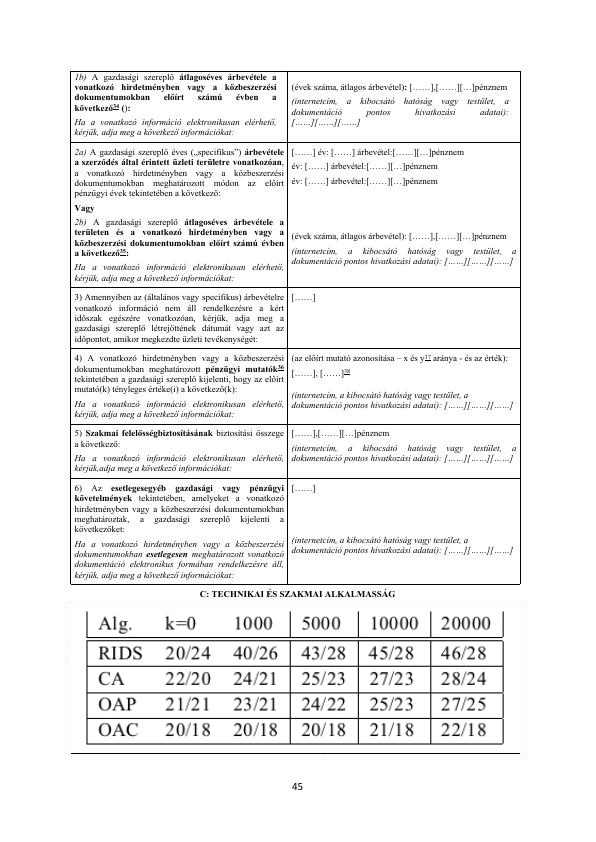 1b) A gazdasági szereplő átlagoséves árbevétele a
vonatkozó hirdetményben vagy a közbeszerzési
dokumentumokban előírt számú évben a
következő34 ():
Ha a vonatkozó információ elektronikusan elérhető,
kérjük, adja meg a következő információkat:
(évek száma, átlagos árbevétel): [……],[……][…]pénznem
(internetcím, a kibocsátó hatóság vagy testület, a
dokumentáció pontos hivatkozási adatai):
[……][……][……]
2a) A gazdasági szereplő éves („specifikus”) árbevétele
a szerződés által érintett üzleti területre vonatkozóan,
a vonatkozó hirdetményben vagy a közbeszerzési
dokumentumokban meghatározott módon az előírt
pénzügyi évek tekintetében a következő:
Vagy
2b) A gazdasági szereplő átlagoséves árbevétele a
területen és a vonatkozó hirdetményben vagy a
közbeszerzési dokumentumokban előírt számú évben
a következő35:
Ha a vonatkozó információ elektronikusan elérhető,
kérjük, adja meg a következő információkat:
[……] év: [……] árbevétel:[……][…]pénznem
év: [……] árbevétel:[……][…]pénznem
év: [……] árbevétel:[……][…]pénznem
(évek száma, átlagos árbevétel): [……],[……][…]pénznem
(internetcím, a kibocsátó hatóság vagy testület, a
dokumentáció pontos hivatkozási adatai): [……][……][……]
3) Amennyiben az (általános vagy specifikus) árbevételre
vonatkozó információ nem áll rendelkezésre a kért
időszak egészére vonatkozóan, kérjük, adja meg a
gazdasági szereplő létrejöttének dátumát vagy azt az
időpontot, amikor megkezdte üzleti tevékenységét:
[……]
4) A vonatkozó hirdetményben vagy a közbeszerzési
dokumentumokban meghatározott pénzügyi mutatók36
tekintetében a gazdasági szereplő kijelenti, hogy az előírt
mutató(k) tényleges értéke(i) a következő(k):
Ha a vonatkozó információ elektronikusan elérhető,
kérjük, adja meg a következő információkat:
(az előírt mutató azonosítása – x és y37 aránya - és az érték):
[……], [……]38
(internetcím, a kibocsátó hatóság vagy testület, a
dokumentáció pontos hivatkozási adatai): [……][……][……]
5) Szakmai felelősségbiztosításának biztosítási összege
a következő:
Ha a vonatkozó információ elektronikusan elérhető,
kérjük,adja meg a következő információkat:
[……],[……][…]pénznem
(internetcím, a kibocsátó hatóság vagy testület, a
dokumentáció pontos hivatkozási adatai): [……][……][……]
6) Az esetlegesegyéb gazdasági vagy pénzügyi
követelmények tekintetében, amelyeket a vonatkozó
hirdetményben vagy a közbeszerzési dokumentumokban
meghatároztak, a gazdasági szereplő kijelenti a
következőket:
Ha a vonatkozó hirdetményben vagy a közbeszerzési
dokumentumokban esetlegesen meghatározott vonatkozó
dokumentáció elektronikus formában rendelkezésre áll,
kérjük, adja meg a következő információkat:
[……]
(internetcím, a kibocsátó hatóság vagy testület, a
dokumentáció pontos hivatkozási adatai): [……][……][……]
C: TECHNIKAI ÉS SZAKMAI ALKALMASSÁG
Alg. k=0 1000 5000 10000 20000
RIDS 20/24 40/26 43/28 45/28 46/28
CA 22/20 24/21 25/23 27/23 28/24
OAP 21/21 23/21 24/22 25/23 27/25
OAC 20/18 20/18 20/18 21/18 22/18
45